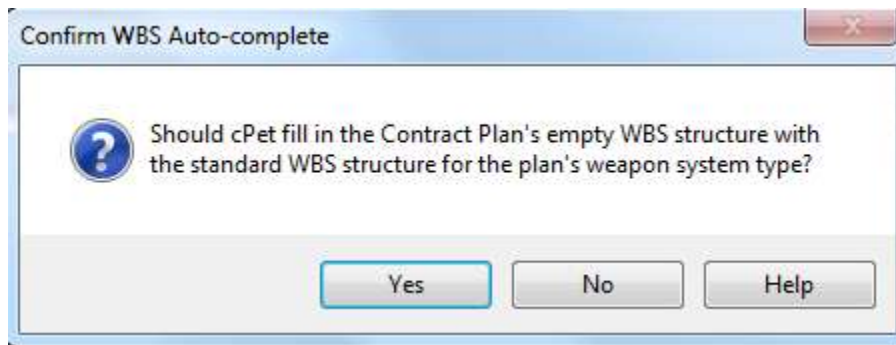 Confirm WBS Auto-complete
Should cPet fill in the Contract Plan's empty WBS structure with
the standard WBS structure for the plan's weapon system type?
Yes No Help